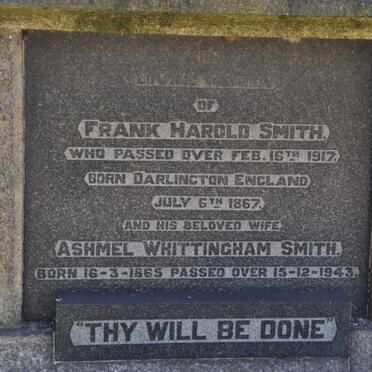 OF
FRANK HAROLD SMITH.
WHO PASSED OVER FEB. 16TH 1917.
BORN DARLINGTON ENGLAND
JULY 6TH 1867.
AND HIS BELOVED WIFE
ASHMEL WHITTINGHAM SMITH.
BORN 16-3-1865 PASSED OVER 15-12-1943.
"THY WILL BE DONE"